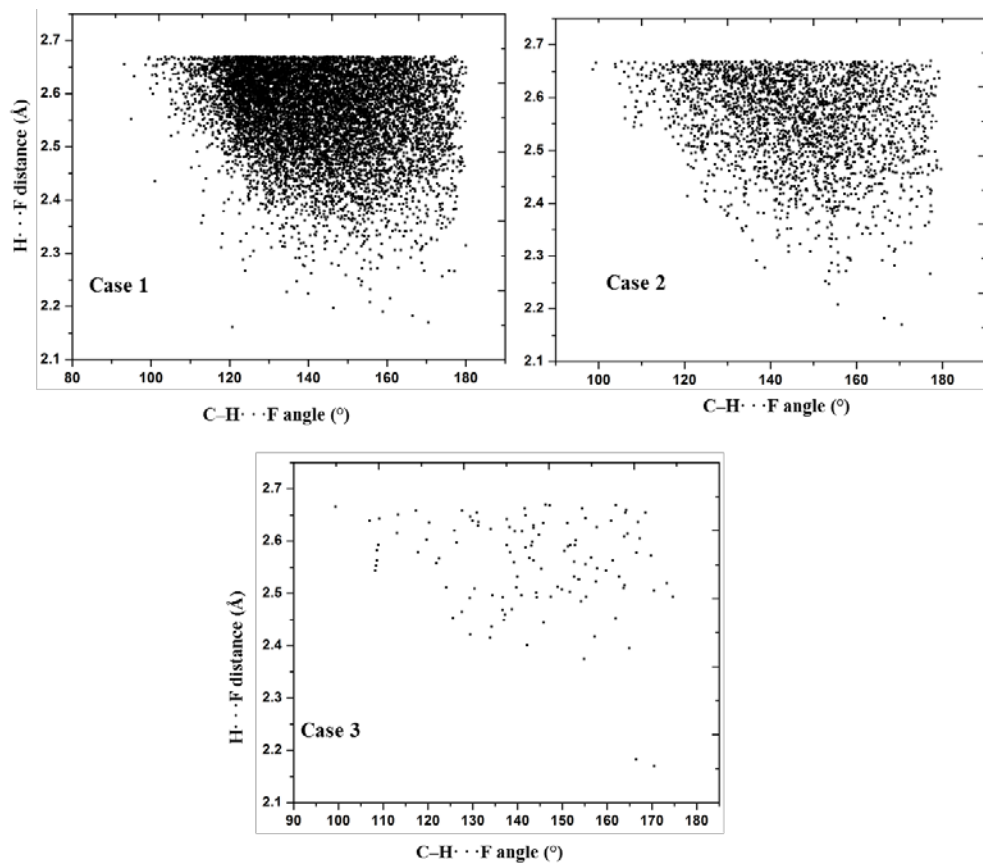 2.7
2.6
2.5
2.4
2.3
2.2
2.1
H· · ·F distance (Å)
Case 1
80 100 120 140 160 180
C–H· · ·F angle (°)
2.7
2.6
2.5
2.4
2.3
2.2
2.1
Case 2
100 120 140 160 180
C–H· · ·F angle (°)
2.7
2.6
2.5
2.4
2.3
2.2
2.1
H· · ·F distance (Å)
Case 3
90 100 110 120 130 140 150 160 170 180
C–H· · ·F angle (°)